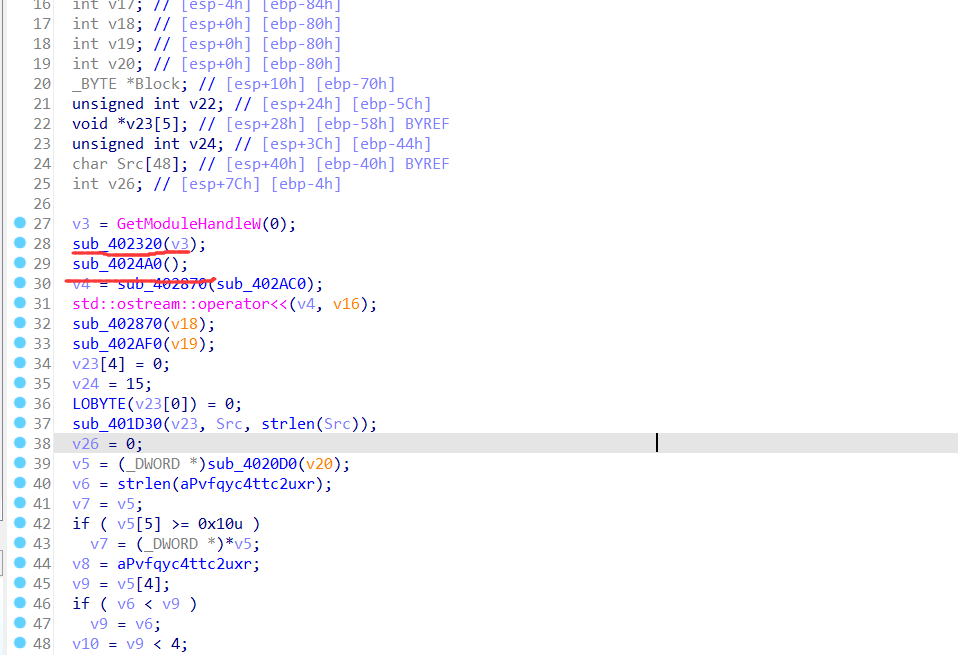 16 int v17; // [esp-4h] [ebp-84h]
17 int v18; // [esp+0h] [ebp-80h]
18 int v19; // [esp+0h] [ebp-80h]
19 int v20; // [esp+0h] [ebp-80h]
20 _BYTE *Block; // [esp+10h] [ebp-70h]
21 unsigned int v22; // [esp+24h] [ebp-5Ch]
22 void *v23[5]; // [esp+28h] [ebp-58h] BYREF
23 unsigned int v24; // [esp+3Ch] [ebp-44h]
24 char Src[48]; // [esp+40h] [ebp-40h] BYREF
25 int v26; // [esp+7Ch] [ebp-4h]
26
27 v3 = GetModuleHandleW(0);
28 sub_402320(v3);
29 sub_4024A0();
30 v4 = sub_402870(sub_402AC0);
31 std::ostream::operator<<(v4, v16);
32 sub_402870(v18);
33 sub_402AF0(v19);
34 v23[4] = 0;
35 v24 = 15;
36 LOBYTE(v23[0]) = 0;
37 sub_401D30(v23, Src, strlen(Src));
38 v26 = 0;
39 v5 = (_DWORD *)sub_4020D0(v20);
40 v6 = strlen(aPvfqyc4ttc2uxr);
41 v7 = v5;
42 if ( v5[5] >= 0x10u )
43 v7 = (_DWORD *)*v5;
44 v8 = aPvfqyc4ttc2uxr;
45 v9 = v5[4];
46 if ( v6 < v9 )
47 v9 = v6;
48 v10 = v9 < 4;